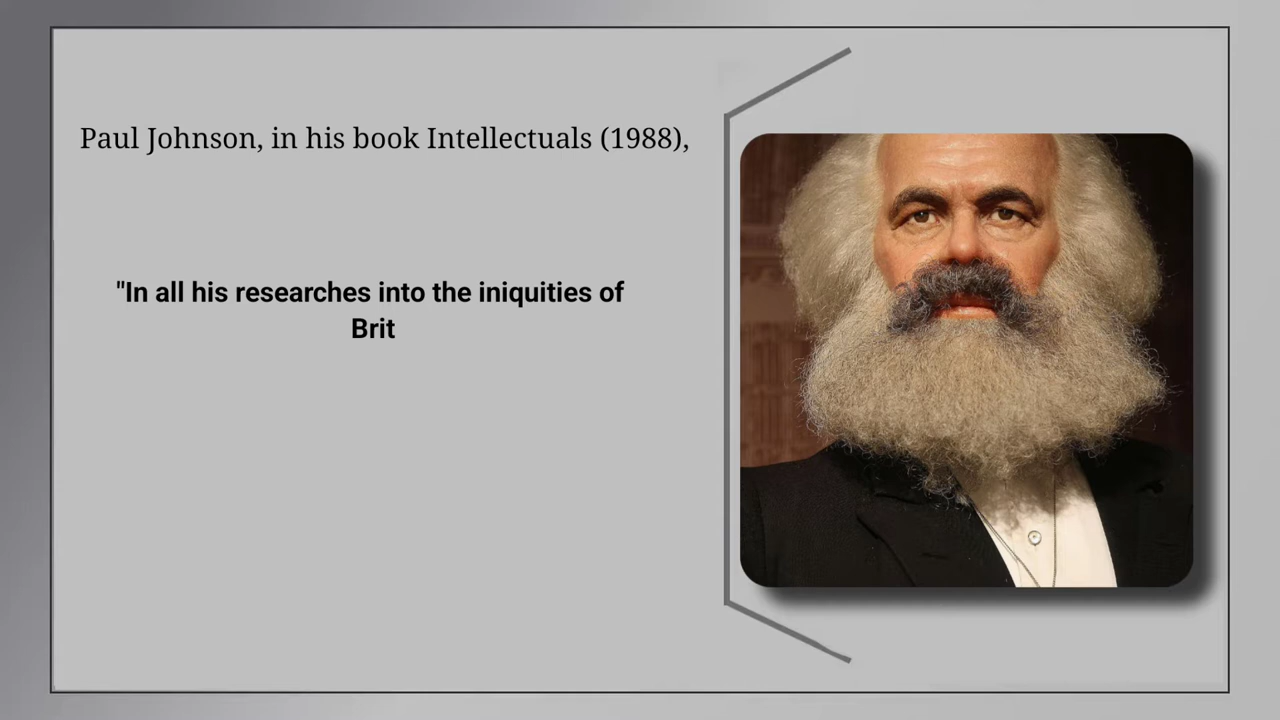 Paul Johnson, in his book Intellectuals (1988),
"In all his researches into the iniquities of
Brit